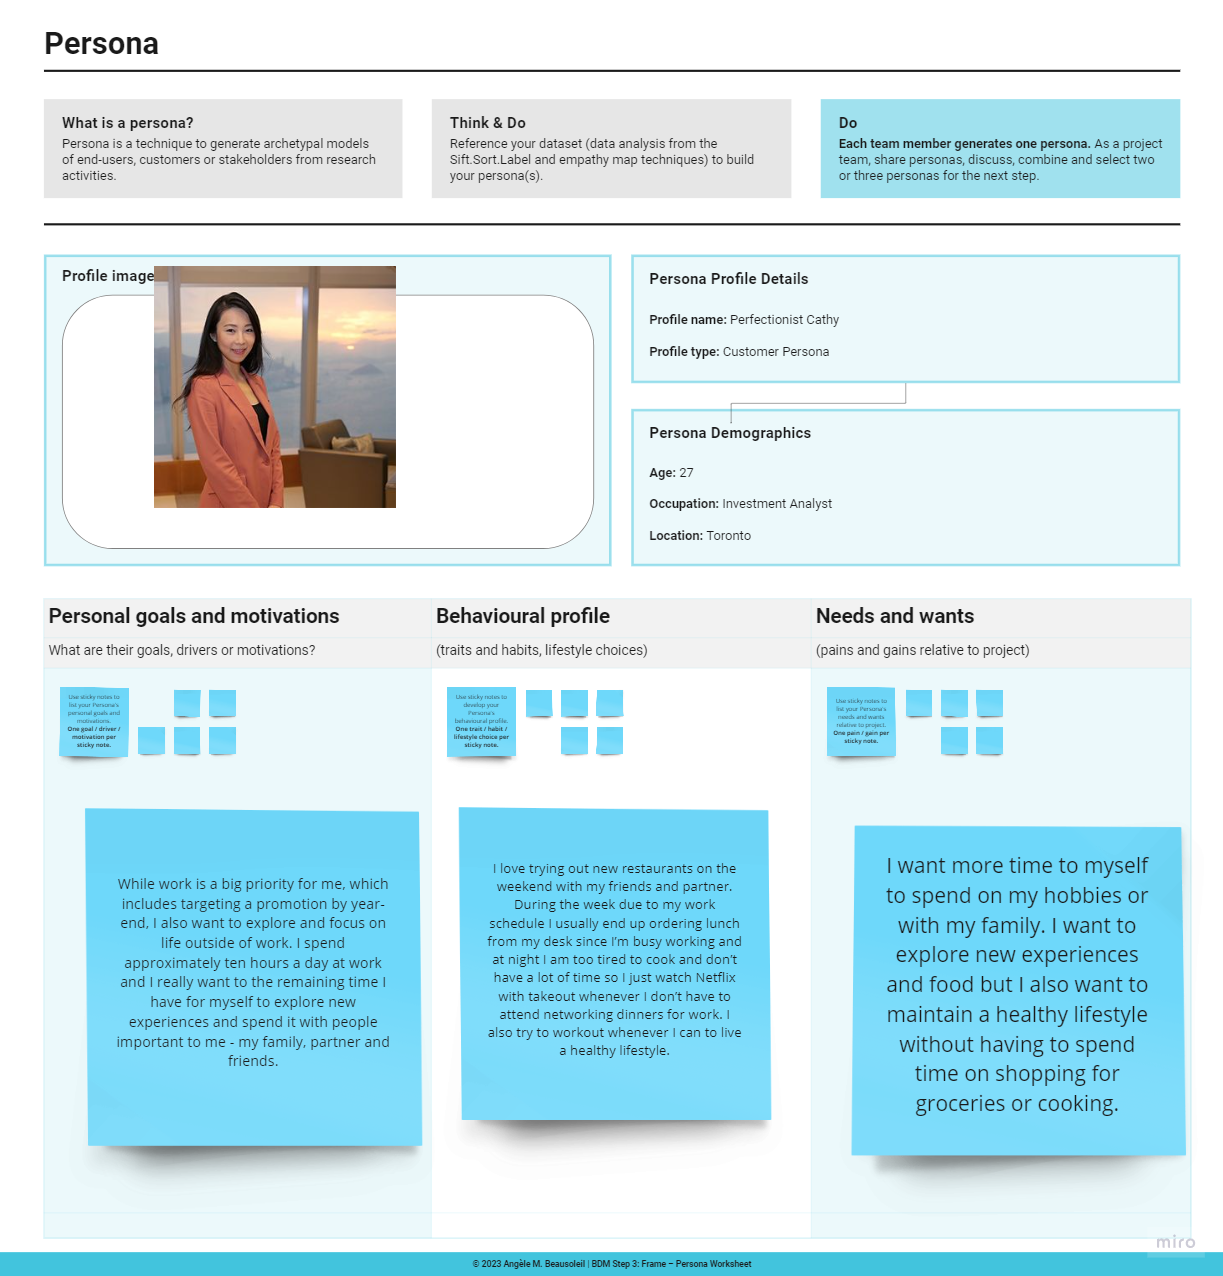 Persona
What is a persona?
Persona is a technique to generate archetypal models
of end-users, customers or stakeholders from research
activities.
Think & Do
Reference your dataset (data analysis from the
Sift.Sort.Label and empathy map techniques) to build
your persona(s).
Do
Each team member generates one persona. As a project
team, share personas, discuss, combine and select two
or three personas for the next step.
Profile image
Persona Profile Details
Profile name: Perfectionist Cathy
Profile type: Customer Persona
Persona Demographics
Age: 27
Occupation: Investment Analyst
Location: Toronto
Personal goals and motivations
What are their goals, drivers or motivations?
Use sticky notes to
list your Persona's
personal goals and
motivations.
One goal / driver /
motivation per
sticky note.
While work is a big priority for me, which
includes targeting a promotion by year-
end, I also want to explore and focus on
life outside of work. I spend
approximately ten hours a day at work
and I really want to the remaining time I
have for myself to explore new
experiences and spend it with people
important to me - my family, partner and
friends.
Behavioural profile
(traits and habits, lifestyle choices)
Use sticky notes to
develop your
Persona's
behavioural profile.
One trait / habit /
lifestyle choice per
sticky note.
I love trying out new restaurants on the
weekend with my friends and partner.
During the week due to my work
schedule I usually end up ordering lunch
from my desk since I'm busy working and
at night I am too tired to cook and don't
have a lot of time so I just watch Netflix
with takeout whenever I don't have to
attend networking dinners for work. I
also try to workout whenever I can to live
a healthy lifestyle.
Needs and wants
(pains and gains relative to project)
Use sticky notes to
list your Persona's
needs and wants
relative to project.
One pain / gain per
sticky note.
I want more time to myself
to spend on my hobbies or
with my family. I want to
explore new experiences
and food but I also want to
maintain a healthy lifestyle
without having to spend
time on shopping for
groceries or cooking.
miro
© 2023 Angèle M. Beausoleil | BDM Step 3: Frame – Persona Worksheet